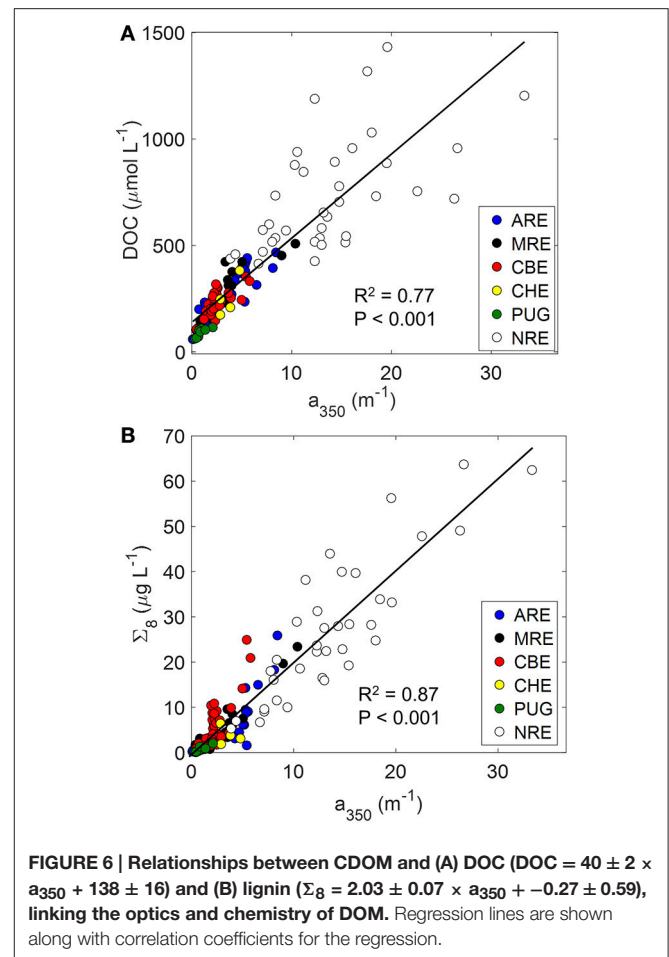 A
1500
1000
500
0
DOC (µmol L⁻¹)
ARE
MRE
CBE
CHE
PUG
NRE
R² = 0.77
P < 0.001
0 10 20 30
a₃₅₀ (m⁻¹)
B
70
60
50
40
30
20
10
0
Σ₈ (µg L⁻¹)
ARE
MRE
CBE
CHE
PUG
NRE
R² = 0.87
P < 0.001
0 10 20 30
a₃₅₀ (m⁻¹)
FIGURE 6 | Relationships between CDOM and (A) DOC (DOC = 40 ± 2 ×
a₃₅₀ + 138 ± 16) and (B) lignin (Σ₈ = 2.03 ± 0.07 × a₃₅₀ + −0.27 ± 0.59),
linking the optics and chemistry of DOM. Regression lines are shown
along with correlation coefficients for the regression.